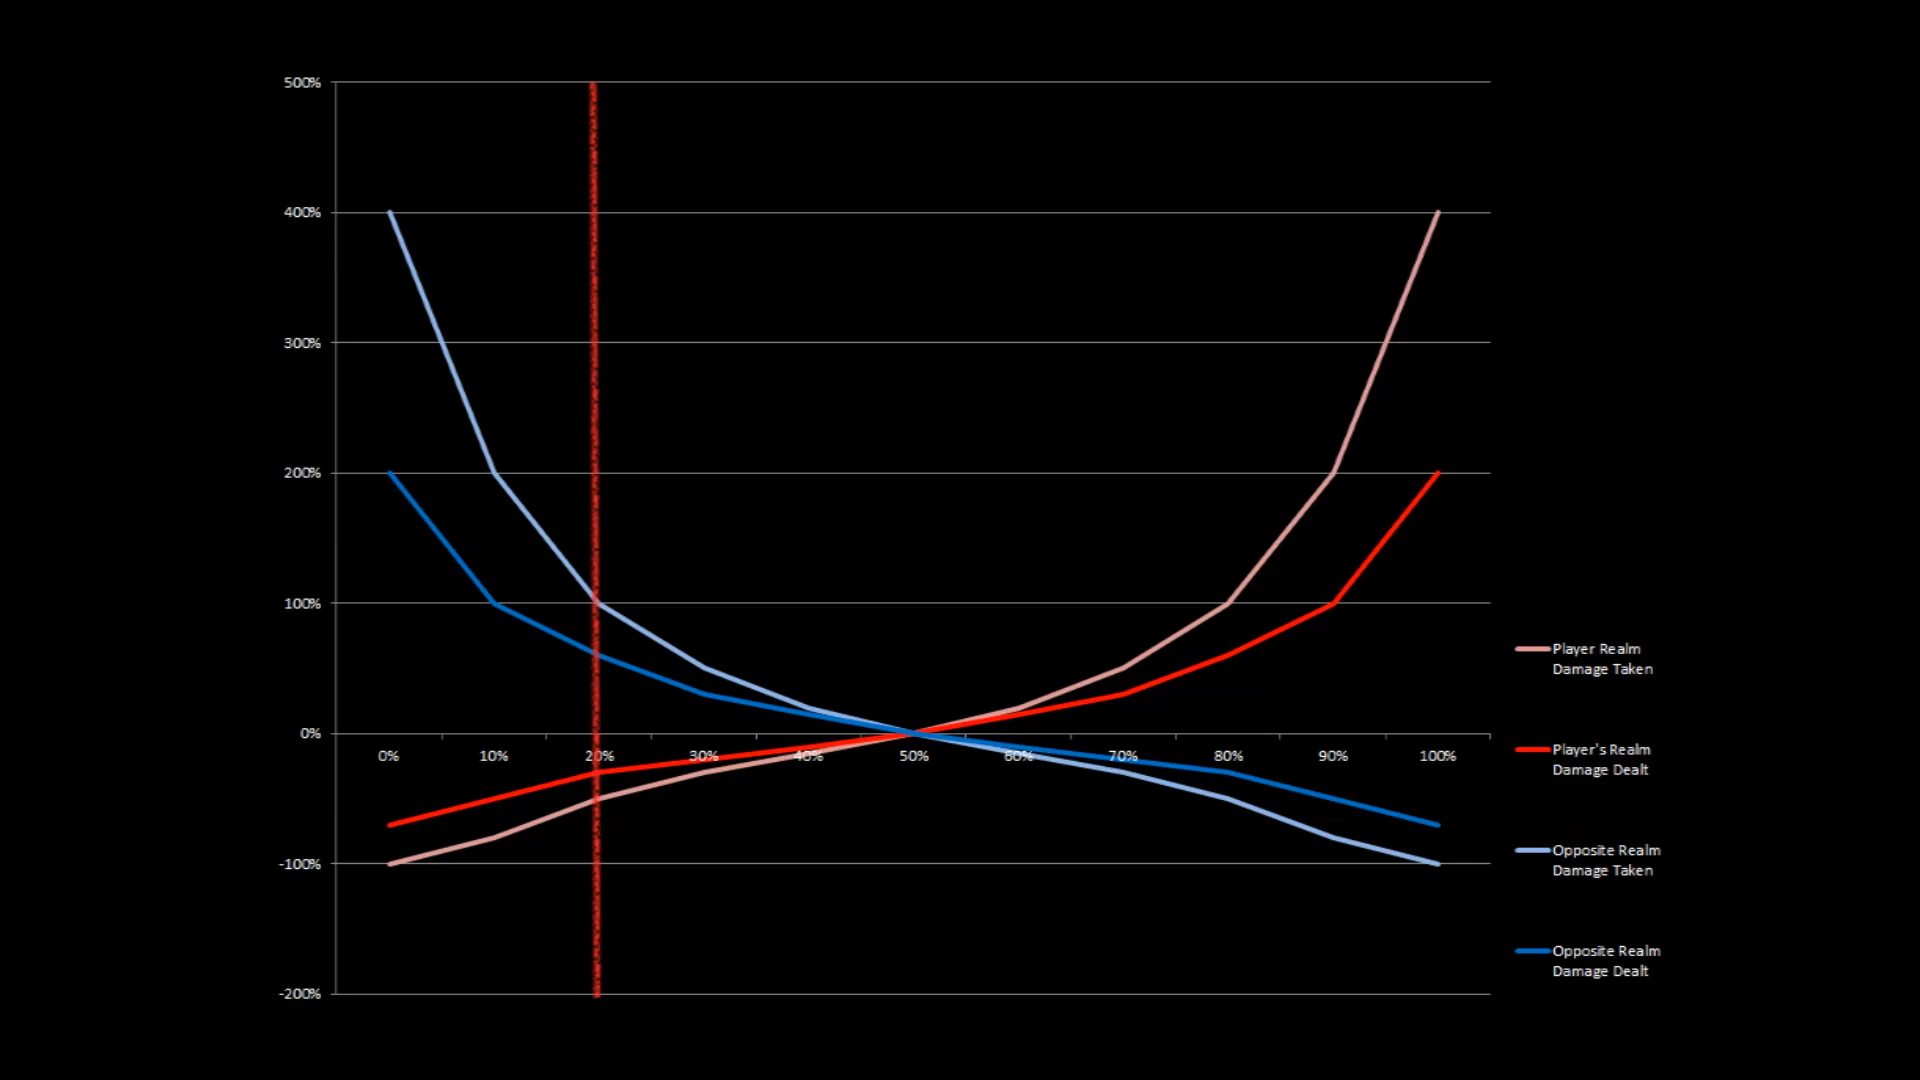 500%
400%
300%
200%
100%
0%
-100%
-200%
0% 10% 20% 30% 40% 50% 60% 70% 80% 90% 100%
Player Realm
Damage Taken
Player's Realm
Damage Dealt
Opposite Realm
Damage Taken
Opposite Realm
Damage Dealt